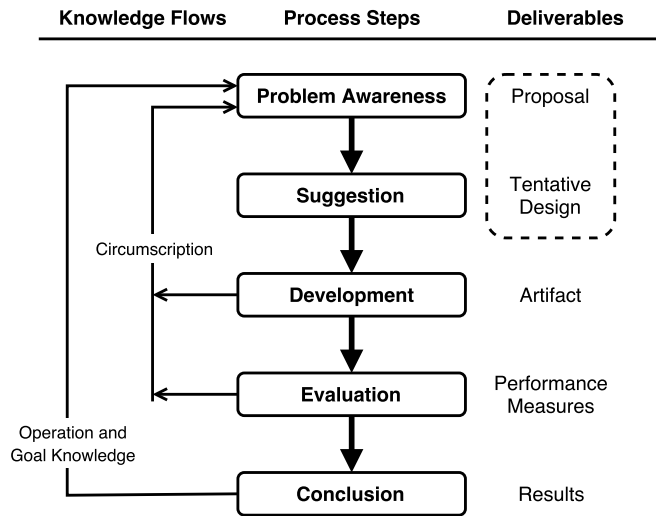 Knowledge Flows
Process Steps
Deliverables
Problem Awareness
Proposal
Suggestion
Tentative
Design
Circumscription
Development
Artifact
Evaluation
Performance
Measures
Operation and
Goal Knowledge
Conclusion
Results